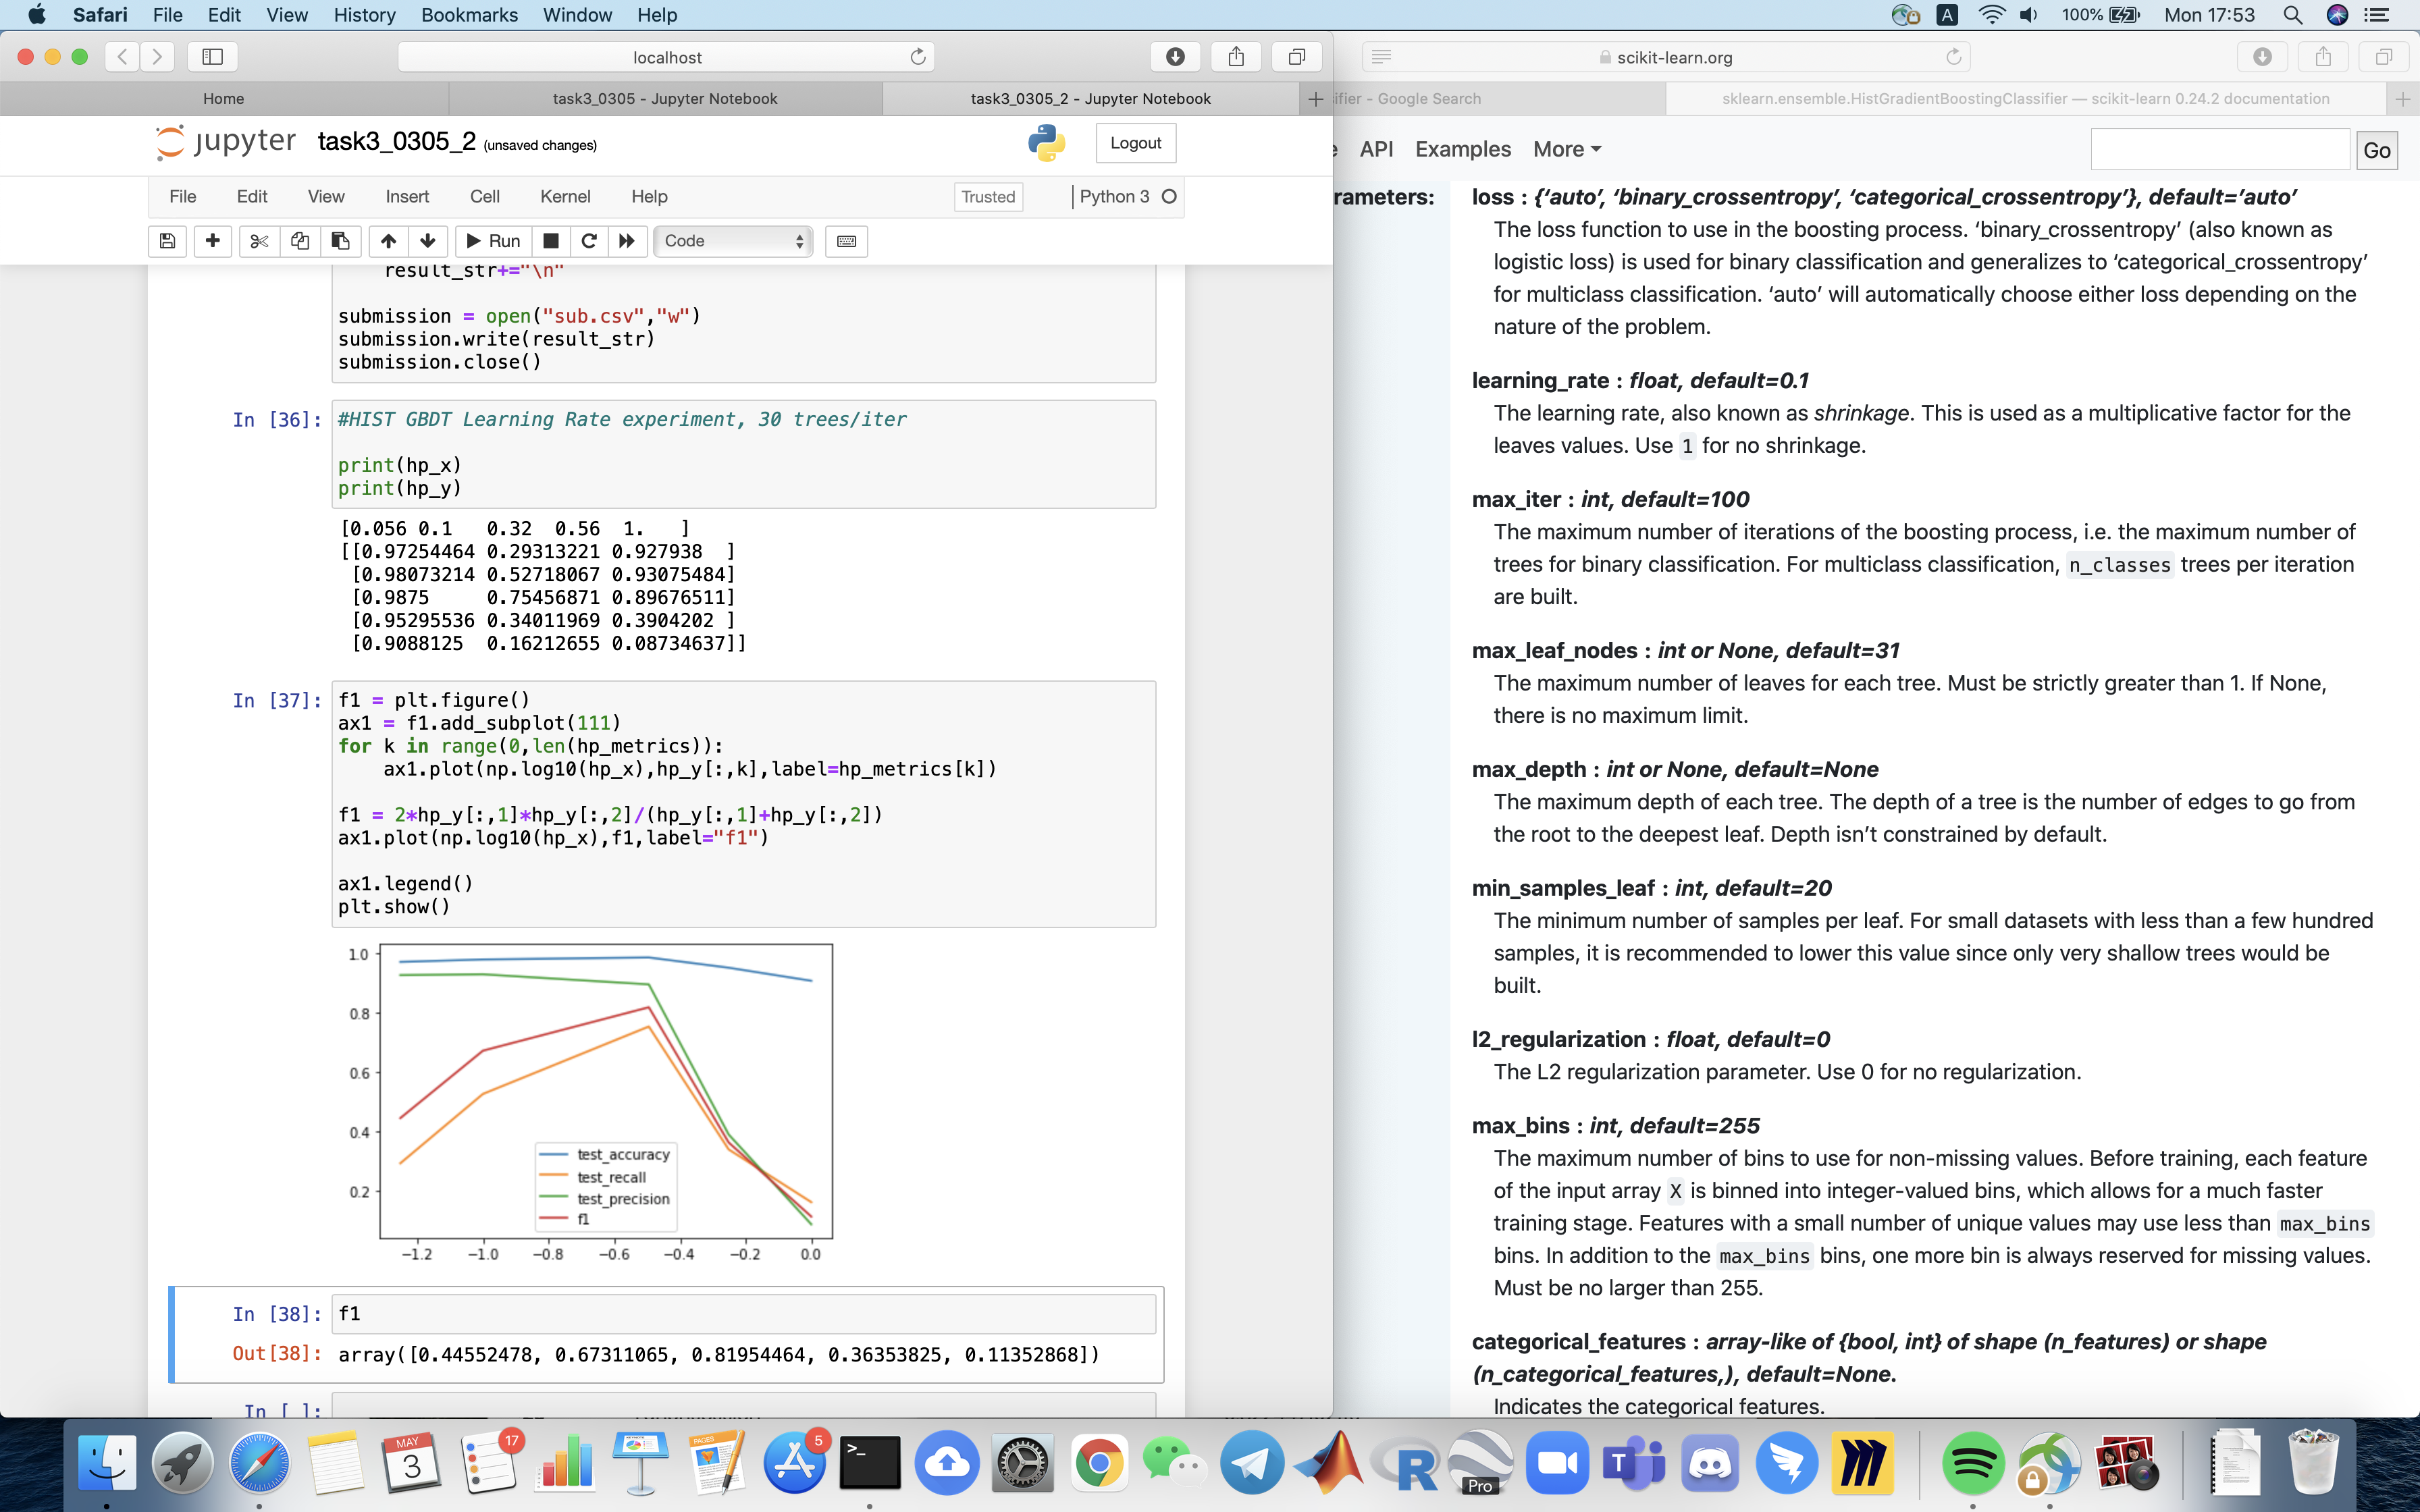 Safari File Edit View History Bookmarks Window Help
A 100% Mon 17:53
localhost
Home
task3_0305 - Jupyter Notebook
task3_0305_2 - Jupyter Notebook
jupyter task3_0305_2 (unsaved changes)
Logout
File Edit View Insert Cell Kernel Help
Trusted
Python 3
Run
Code
result_str+="\n"
submission = open("sub.csv","w")
submission.write(result_str)
submission.close()
In [36]:
#HIST GBDT Learning Rate experiment, 30 trees/iter
print(hp_x)
print(hp_y)
[0.056 0.1   0.32  0.56  1.   ]
[[0.97254464 0.29313221 0.927938  ]
[0.98073214 0.52718067 0.93075484]
[0.9875     0.75456871 0.89676511]
[0.95295536 0.34011969 0.3904202 ]
[0.9088125  0.16212655 0.08734637]]
In [37]:
f1 = plt.figure()
ax1 = f1.add_subplot(111)
for k in range(0,len(hp_metrics)):
ax1.plot(np.log10(hp_x),hp_y[:,k],label=hp_metrics[k])
f1 = 2*hp_y[:,1]*hp_y[:,2]/(hp_y[:,1]+hp_y[:,2])
ax1.plot(np.log10(hp_x),f1,label="f1")
ax1.legend()
plt.show()
1.0
0.8
0.6
0.4
0.2
test_accuracy
test_recall
test_precision
f1
−1.2 −1.0 −0.8 −0.6 −0.4 −0.2 0.0
In [38]:
f1
Out[38]:
array([0.44552478, 0.67311065, 0.81954464, 0.36353825, 0.11352868])
In [ ]:
scikit-learn.org
ifier - Google Search
sklearn.ensemble.HistGradientBoostingClassifier — scikit-learn 0.24.2 documentation
e API Examples More
Go
rameters:
loss : {‘auto’, ‘binary_crossentropy’, ‘categorical_crossentropy’}, default=’auto’
The loss function to use in the boosting process. ‘binary_crossentropy’ (also known as
logistic loss) is used for binary classification and generalizes to ‘categorical_crossentropy’
for multiclass classification. ‘auto’ will automatically choose either loss depending on the
nature of the problem.
learning_rate : float, default=0.1
The learning rate, also known as shrinkage. This is used as a multiplicative factor for the
leaves values. Use 1 for no shrinkage.
max_iter : int, default=100
The maximum number of iterations of the boosting process, i.e. the maximum number of
trees for binary classification. For multiclass classification, n_classes trees per iteration
are built.
max_leaf_nodes : int or None, default=31
The maximum number of leaves for each tree. Must be strictly greater than 1. If None,
there is no maximum limit.
max_depth : int or None, default=None
The maximum depth of each tree. The depth of a tree is the number of edges to go from
the root to the deepest leaf. Depth isn’t constrained by default.
min_samples_leaf : int, default=20
The minimum number of samples per leaf. For small datasets with less than a few hundred
samples, it is recommended to lower this value since only very shallow trees would be
built.
l2_regularization : float, default=0
The L2 regularization parameter. Use 0 for no regularization.
max_bins : int, default=255
The maximum number of bins to use for non-missing values. Before training, each feature
of the input array X is binned into integer-valued bins, which allows for a much faster
training stage. Features with a small number of unique values may use less than max_bins
bins. In addition to the max_bins bins, one more bin is always reserved for missing values.
Must be no larger than 255.
categorical_features : array-like of {bool, int} of shape (n_features) or shape
(n_categorical_features,), default=None.
Indicates the categorical features.
MAY
3
17
PAGES
5
>_
R
Pro
T